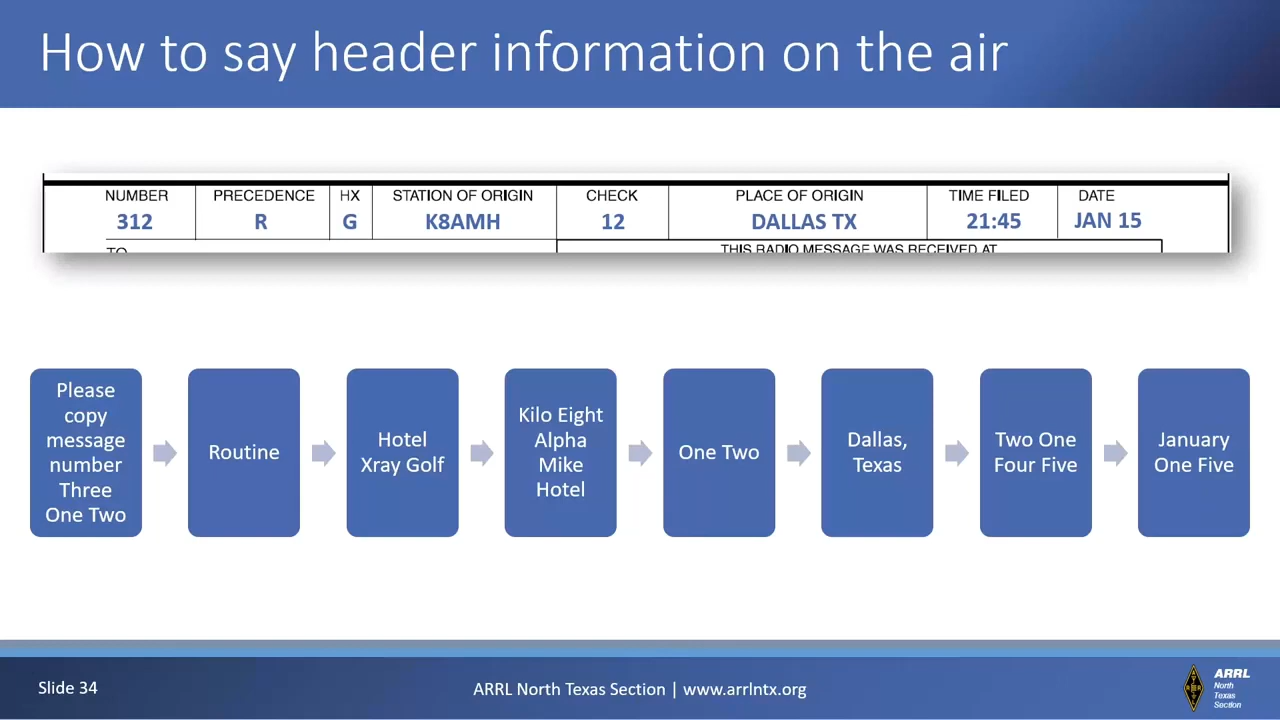 How to say header information on the air
NUMBER PRECEDENCE HX STATION OF ORIGIN CHECK PLACE OF ORIGIN TIME FILED DATE
312 R G K8AMH 12 DALLAS TX 21:45 JAN 15
TO THIS RADIO MESSAGE WAS RECEIVED AT
Please
copy
message
number
Three
One Two
Routine
Hotel
Xray Golf
Kilo Eight
Alpha
Mike
Hotel
One Two
Dallas,
Texas
Two One
Four Five
January
One Five
Slide 34
ARRL North Texas Section | www.arrlntx.org
ARRL
North
Texas
Section